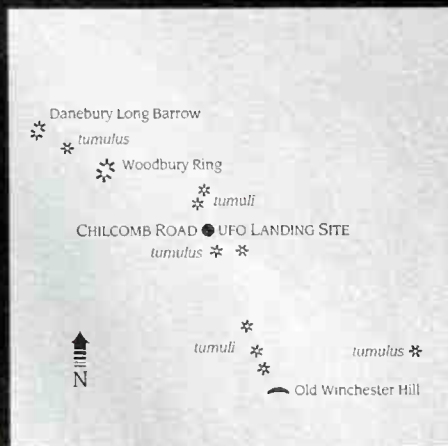 Danebury Long Barrow
tumulus
Woodbury Ring
tumuli
CHILCOMB ROAD UFO LANDING SITE
tumulus
tumuli
tumulus
N
Old Winchester Hill